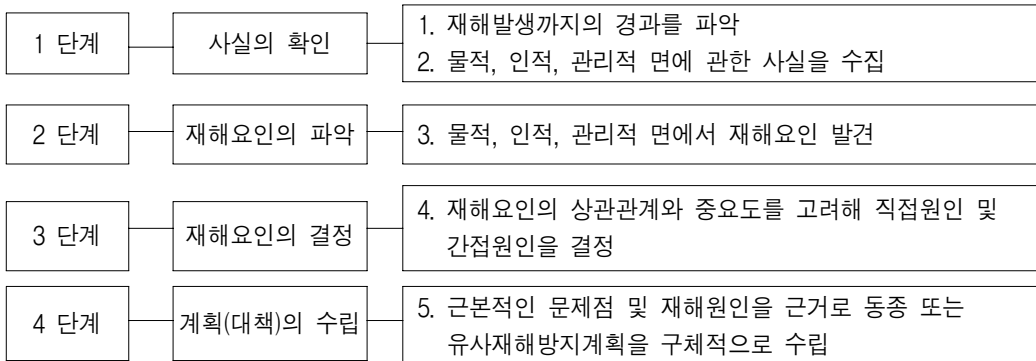 1 단계
사실의 확인
1. 재해발생까지의 경과를 파악
2. 물적, 인적, 관리적 면에 관한 사실을 수집
2 단계
재해요인의 파악
3. 물적, 인적, 관리적 면에서 재해요인 발견
3 단계
재해요인의 결정
4. 재해요인의 상관관계와 중요도를 고려해 직접원인 및
간접원인을 결정
4 단계
계획(대책)의 수립
5. 근본적인 문제점 및 재해원인을 근거로 동종 또는
유사재해방지계획을 구체적으로 수립